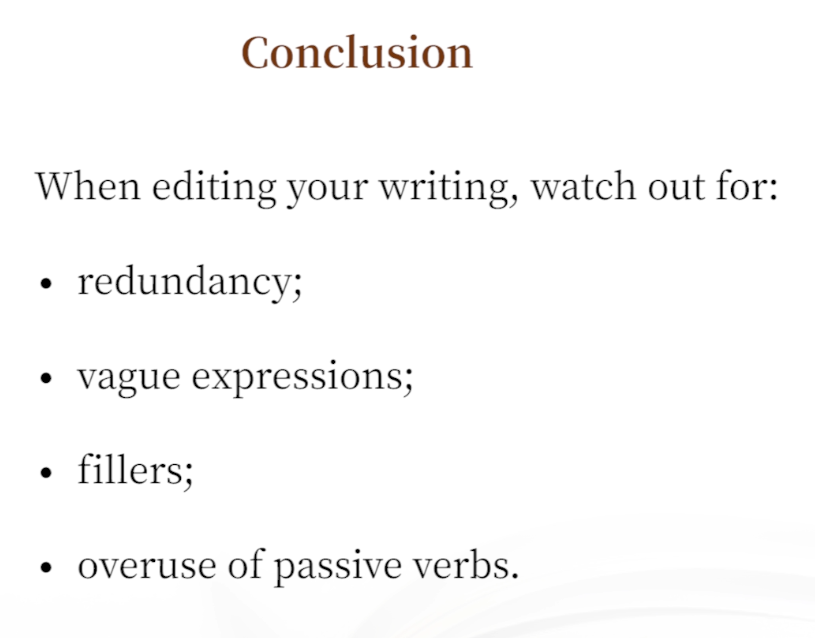 Conclusion
When editing your writing, watch out for:
• redundancy;
• vague expressions;
• fillers;
• overuse of passive verbs.